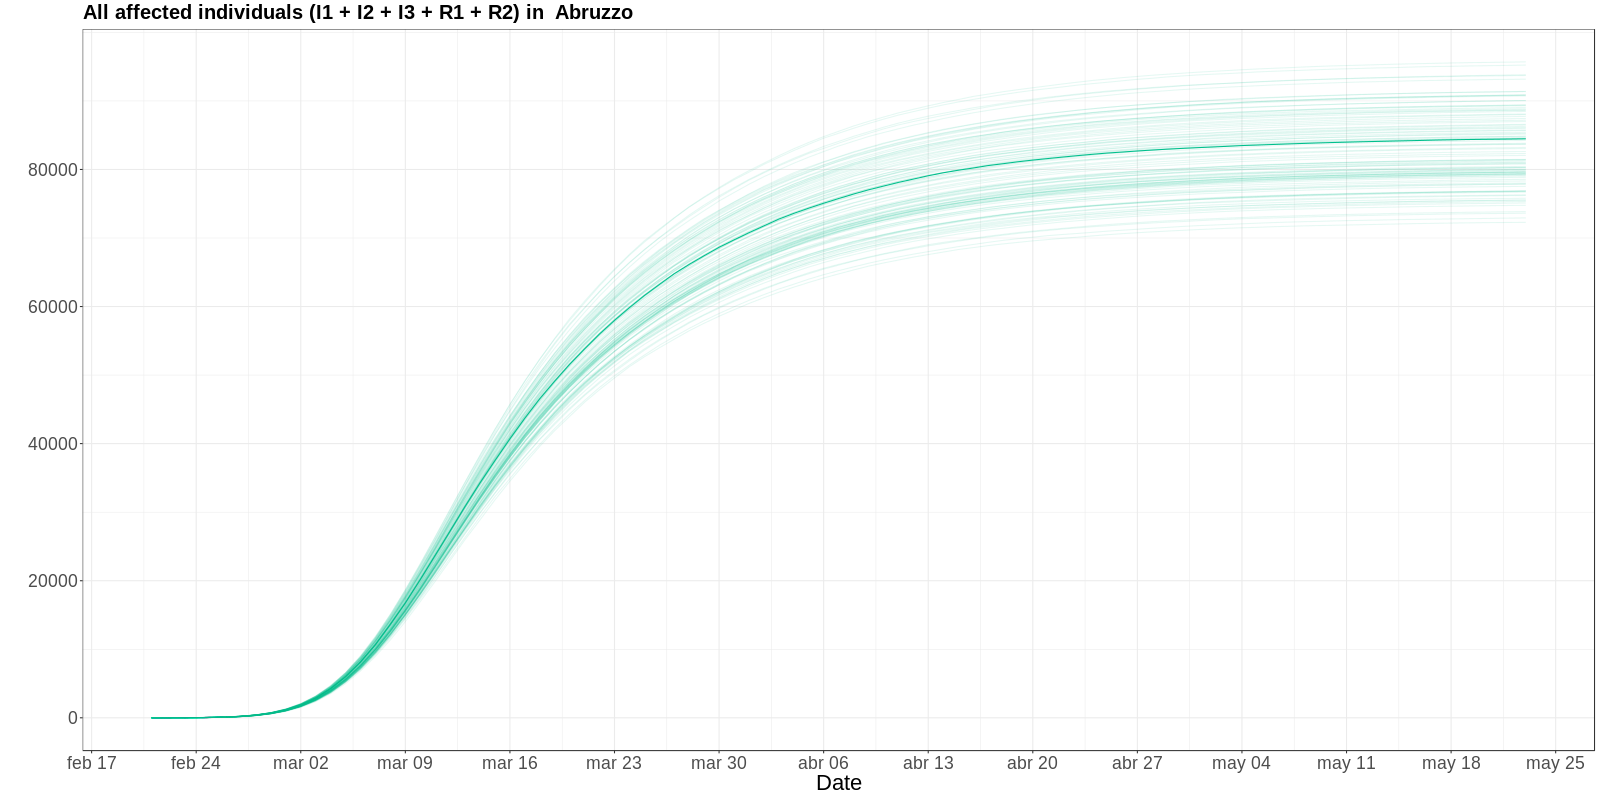 All affected individuals (I1 + I2 + I3 + R1 + R2) in  Abruzzo
80000
60000
40000
20000
0
feb 17 feb 24 mar 02 mar 09 mar 16 mar 23 mar 30 abr 06 abr 13 abr 20 abr 27 may 04 may 11 may 18 may 25
Date